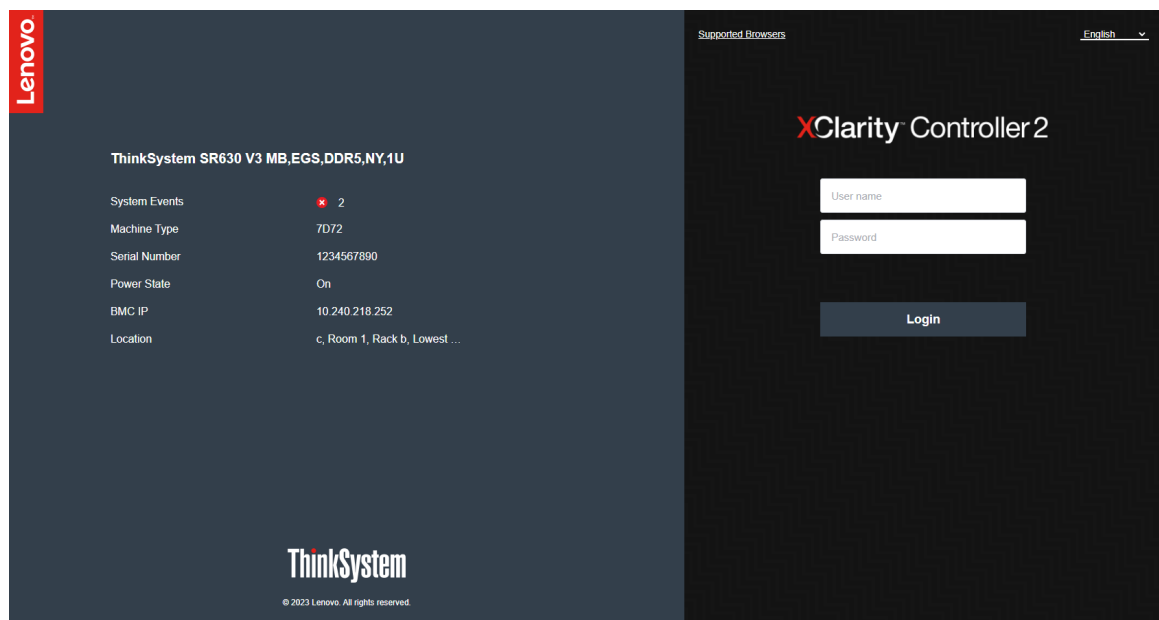 Lenovo.
ThinkSystem SR630 V3 MB,EGS,DDR5,NY,1U
System Events 2
Machine Type 7D72
Serial Number 1234567890
Power State On
BMC IP 10.240.218.252
Location c, Room 1, Rack b, Lowest ...
ThinkSystem
© 2023 Lenovo. All rights reserved.
Supported Browsers English
XClarity™ Controller 2
User name
Password
Login